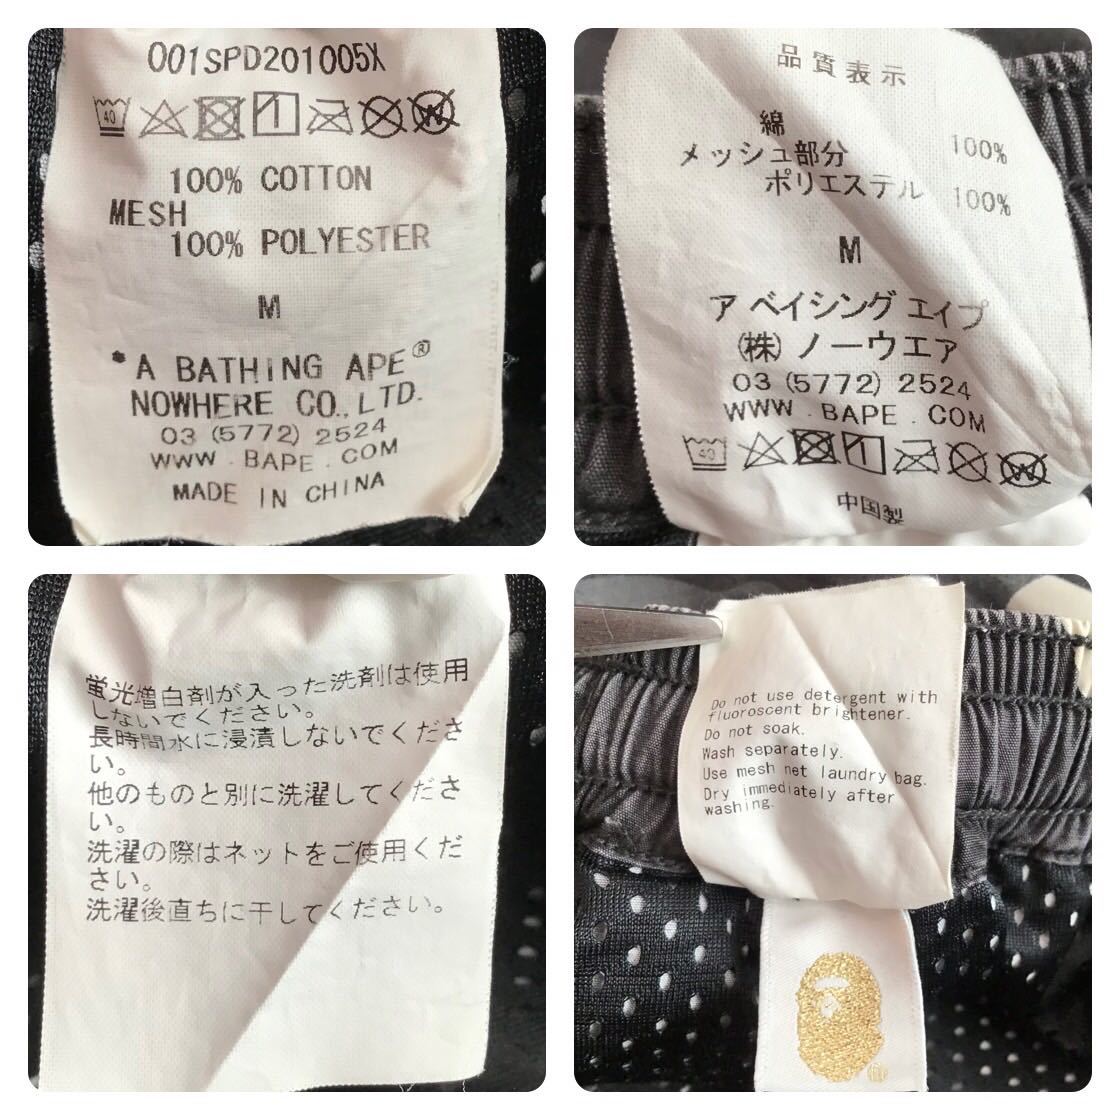 001SPD201005X
40
100% COTTON
MESH
100% POLYESTER
M
*A BATHING APE®
NOWHERE CO., LTD.
03 (5772) 2524
WWW . BAPE . COM
MADE IN CHINA
品質表示
綿 100%
メッシュ部分
ポリエステル 100%
M
ア ベイシング エイプ
(株) ノーウエア
03 (5772) 2524
WWW . BAPE . COM
40
中国製
蛍光増白剤が入った洗剤は使用
しないでください。
長時間水に浸漬しないでくださ
い。
他のものと別に洗濯してくださ
い。
洗濯の際はネットをご使用くだ
さい。
洗濯後直ちに干してください。
Do not use detergent with
fluoroscent brightener.
Do not soak.
Wash separately.
Use mesh net laundry bag.
Dry immediately after
washing.